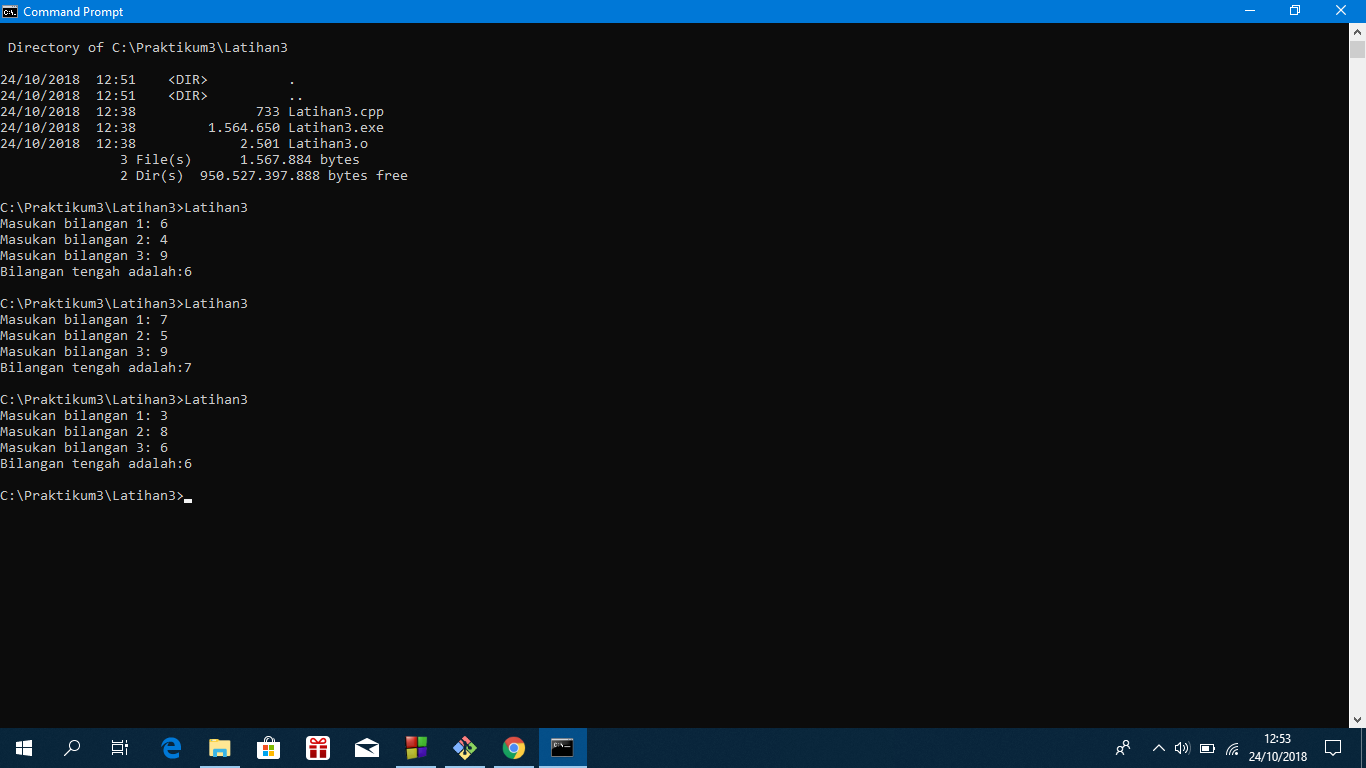 Command Prompt
Directory of C:\Praktikum3\Latihan3
24/10/2018  12:51    <DIR>          .
24/10/2018  12:51    <DIR>          ..
24/10/2018  12:38               733 Latihan3.cpp
24/10/2018  12:38         1.564.650 Latihan3.exe
24/10/2018  12:38             2.501 Latihan3.o
3 File(s)      1.567.884 bytes
2 Dir(s)  950.527.397.888 bytes free
C:\Praktikum3\Latihan3>Latihan3
Masukan bilangan 1: 6
Masukan bilangan 2: 4
Masukan bilangan 3: 9
Bilangan tengah adalah:6
C:\Praktikum3\Latihan3>Latihan3
Masukan bilangan 1: 7
Masukan bilangan 2: 5
Masukan bilangan 3: 9
Bilangan tengah adalah:7
C:\Praktikum3\Latihan3>Latihan3
Masukan bilangan 1: 3
Masukan bilangan 2: 8
Masukan bilangan 3: 6
Bilangan tengah adalah:6
C:\Praktikum3\Latihan3>
12:53
24/10/2018